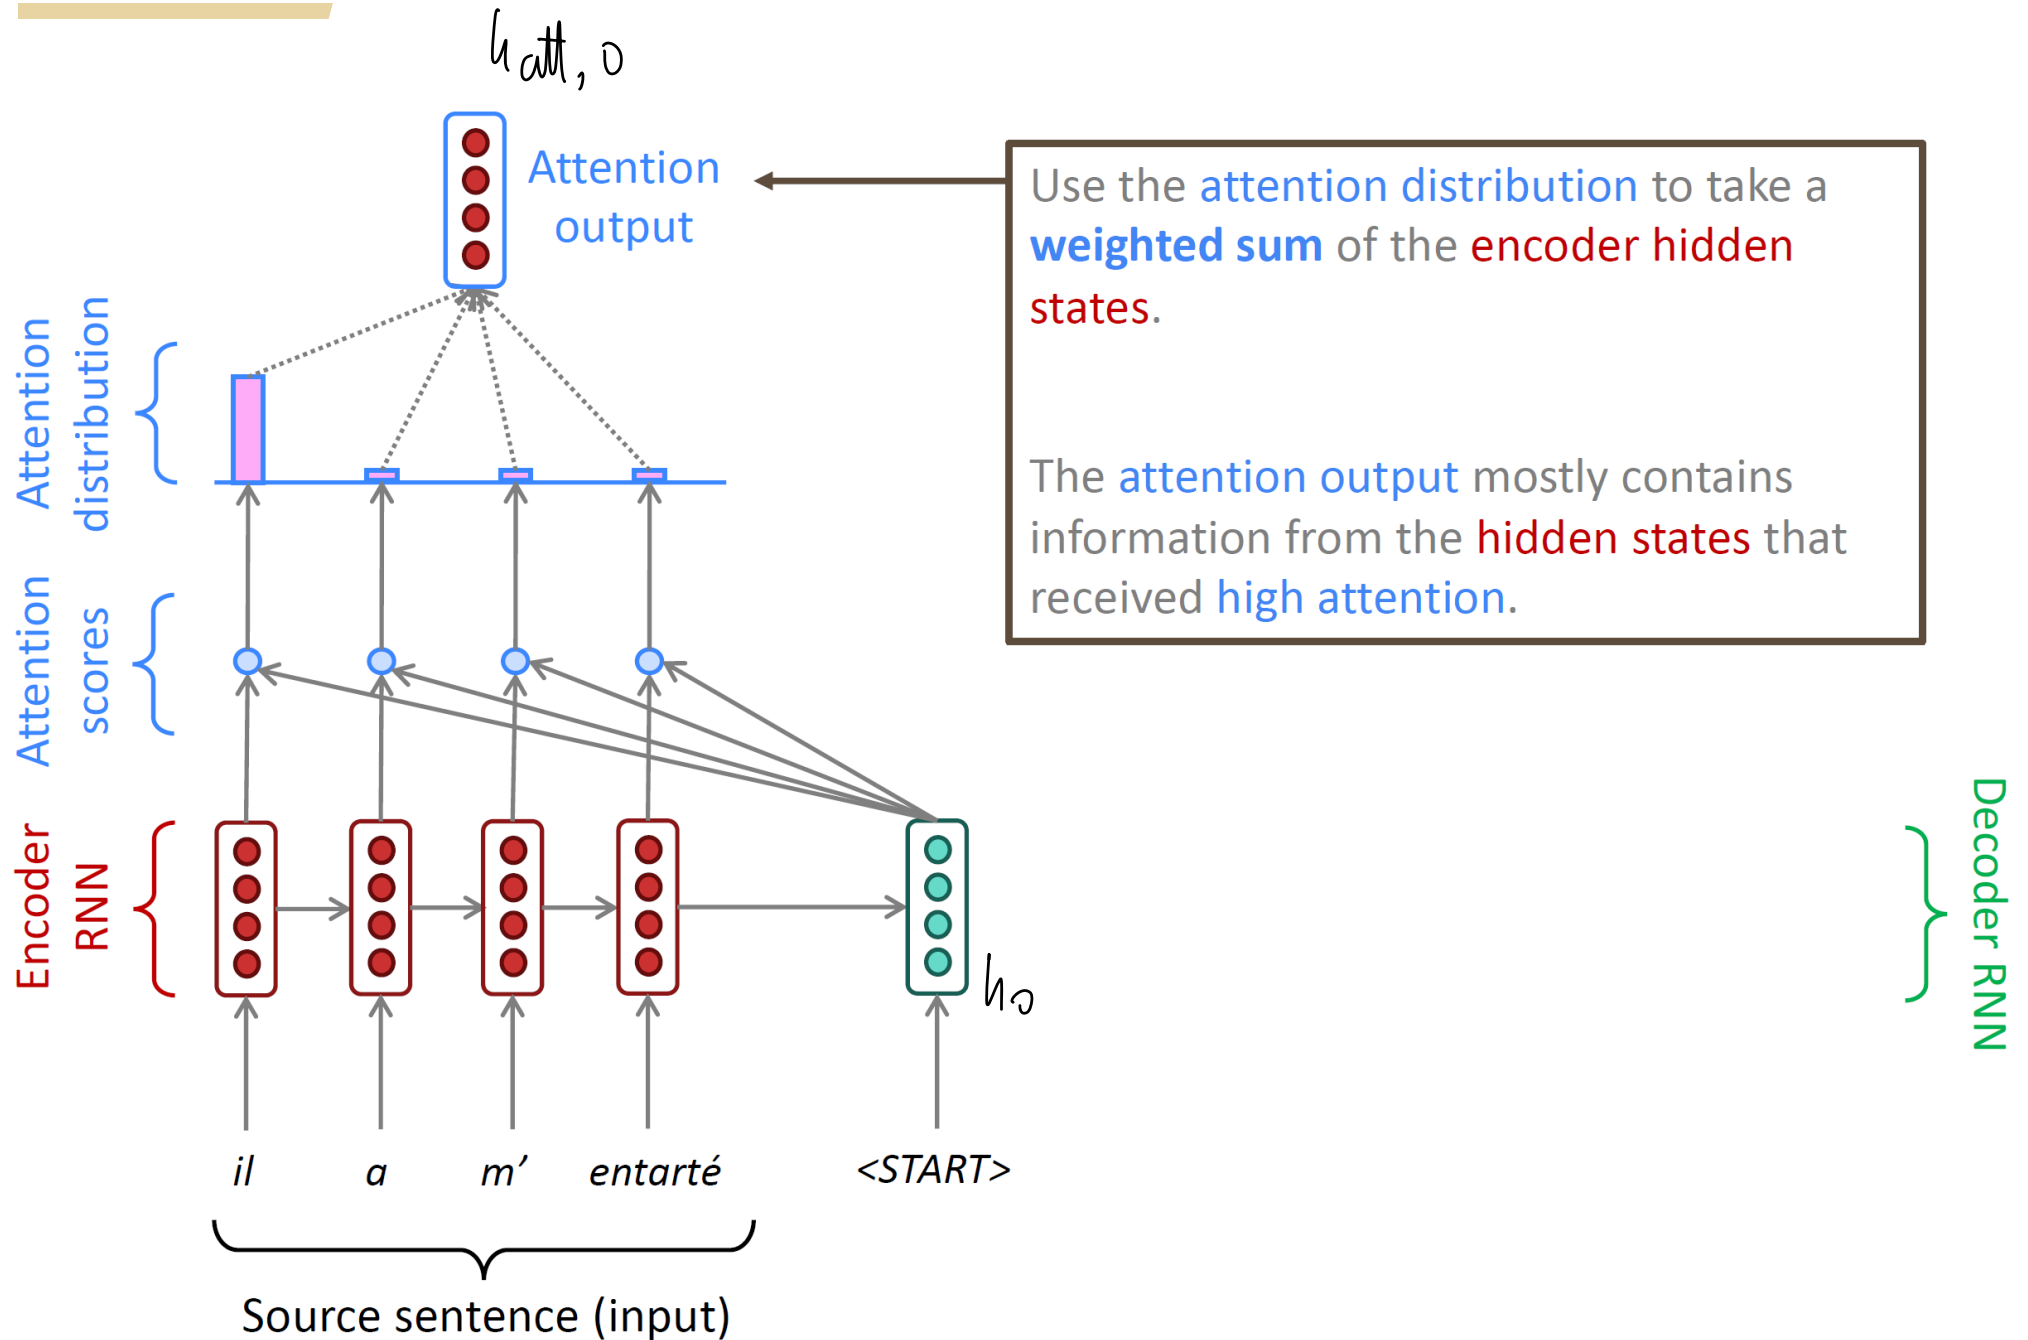 hatt, 0
Attention
output
Use the attention distribution to take a
weighted sum of the encoder hidden
states.
The attention output mostly contains
information from the hidden states that
received high attention.
Attention
distribution
Attention
scores
Encoder
RNN
Decoder RNN
h0
il a m’ entarté <START>
Source sentence (input)